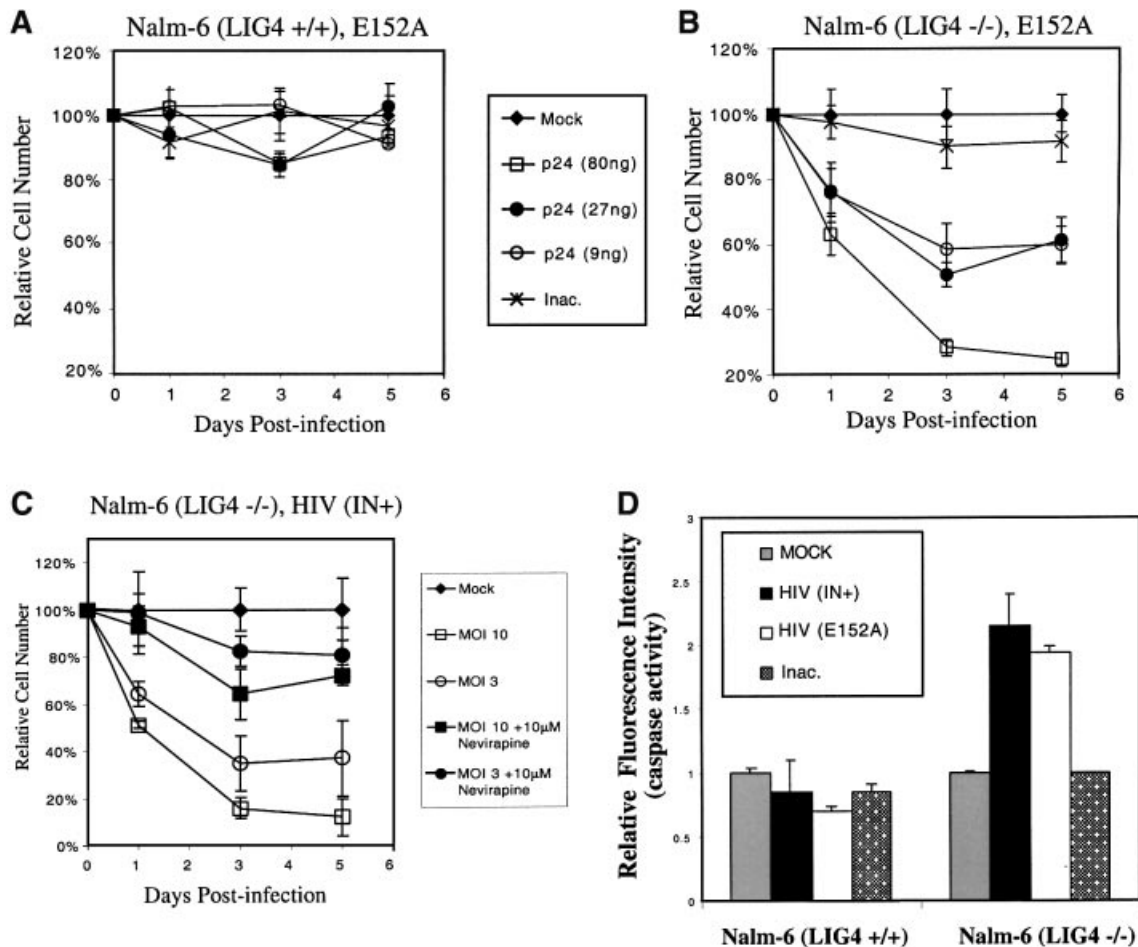 A
Nalm-6 (LIG4 +/+), E152A
120%
100%
80%
60%
40%
20%
0
1
2
3
4
5
6
Relative Cell Number
Days Post-infection
Mock
p24 (80ng)
p24 (27ng)
p24 (9ng)
Inac.
B
Nalm-6 (LIG4 -/-), E152A
120%
100%
80%
60%
40%
20%
0
1
2
3
4
5
6
Relative Cell Number
Days Post-infection
C
Nalm-6 (LIG4 -/-), HIV (IN+)
120%
100%
80%
60%
40%
20%
0%
0
1
2
3
4
5
6
Relative Cell Number
Days Post-infection
Mock
MOI 10
MOI 3
MOI 10 +10µM
Nevirapine
MOI 3 +10µM
Nevirapine
D
3
2.5
2
1.5
1
0.5
0
Relative Fluorescence Intensity
(caspase activity)
MOCK
HIV (IN+)
HIV (E152A)
Inac.
Nalm-6 (LIG4 +/+)
Nalm-6 (LIG4 -/-)